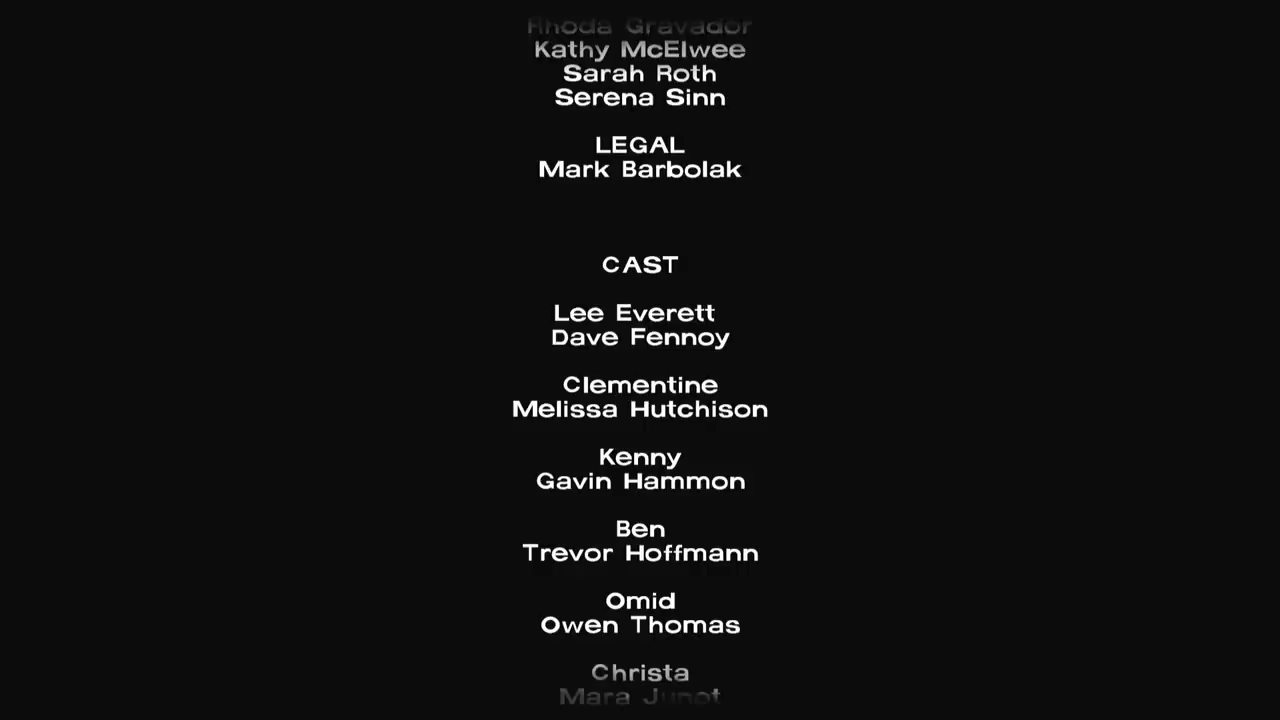 Rhoda Gravador
Kathy McElwee
Sarah Roth
Serena Sinn
LEGAL
Mark Barbolak
CAST
Lee Everett
Dave Fennoy
Clementine
Melissa Hutchison
Kenny
Gavin Hammon
Ben
Trevor Hoffmann
Omid
Owen Thomas
Christa
Mara Junot